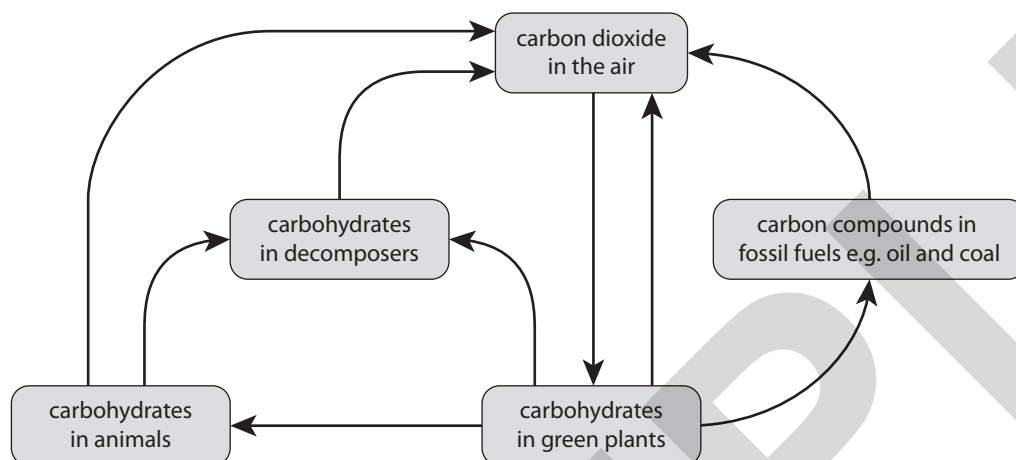 carbon dioxide
in the air
carbohydrates
in decomposers
carbon compounds in
fossil fuels e.g. oil and coal
carbohydrates
in animals
carbohydrates
in green plants